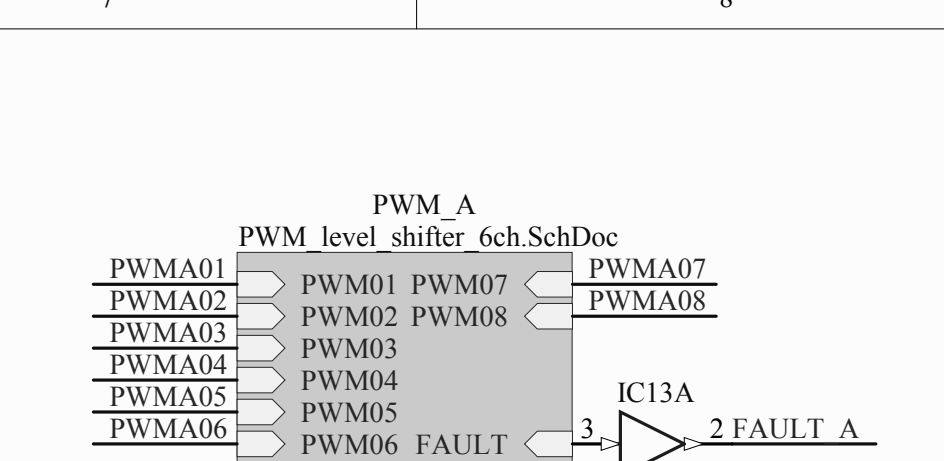 PWM_A
PWM_level_shifter_6ch.SchDoc
PWMA01 PWM01 PWM07 PWMA07
PWMA02 PWM02 PWM08 PWMA08
PWMA03 PWM03
PWMA04 PWM04
IC13A
PWMA05 PWM05
PWMA06 PWM06 FAULT 3 2 FAULT_A